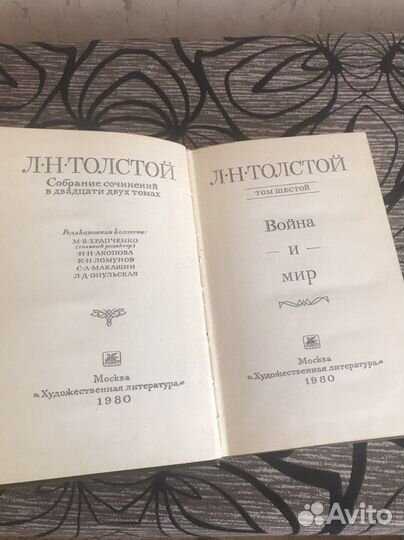 Л·Н·ТОЛСТОЙ
Собрание сочинений
в двадцати двух томах
Редакционная коллегия:
М·Б·ХРАПЧЕНКО
(главный редактор)
Н·Н·АКОПОВА
К·Н·ЛОМУНОВ
С·А·МАКАШИН
Л·Д·ОПУЛЬСКАЯ
Москва
«Художественная литература»
1980
Л·Н·ТОЛСТОЙ
ТОМ ШЕСТОЙ
Война
— и —
мир
Москва
«Художественная литература»
1980
Avito